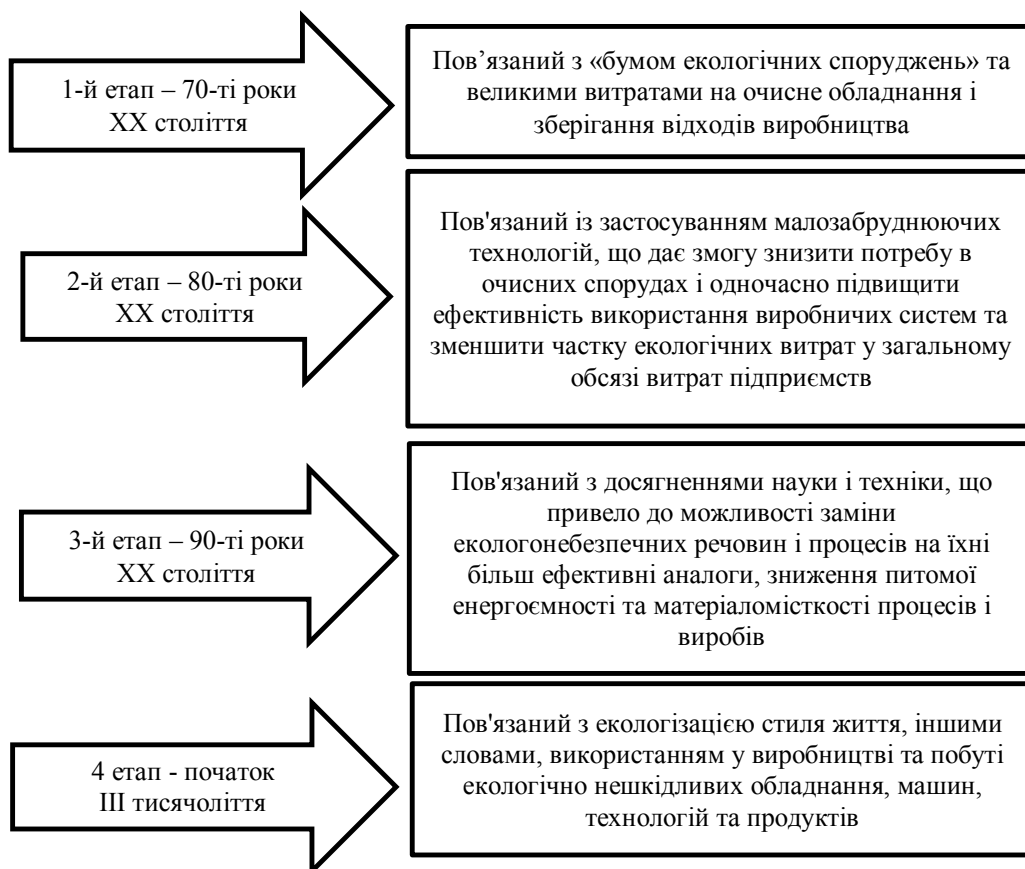 1-й етап – 70-ті роки
ХХ століття
Пов’язаний з «бумом екологічних споруджень» та
великими витратами на очисне обладнання і
зберігання відходів виробництва
2-й етап – 80-ті роки
ХХ століття
Пов'язаний із застосуванням малозабруднюючих
технологій, що дає змогу знизити потребу в
очисних спорудах і одночасно підвищити
ефективність використання виробничих систем та
зменшити частку екологічних витрат у загальному
обсязі витрат підприємств
3-й етап – 90-ті роки
ХХ століття
Пов'язаний з досягненнями науки і техніки, що
привело до можливості заміни
екологонебезпечних речовин і процесів на їхні
більш ефективні аналоги, зниження питомої
енергоємності та матеріаломісткості процесів і
виробів
4 етап - початок
ІІІ тисячоліття
Пов'язаний з екологізацією стиля життя, іншими
словами, використанням у виробництві та побуті
екологічно нешкідливих обладнання, машин,
технологій та продуктів